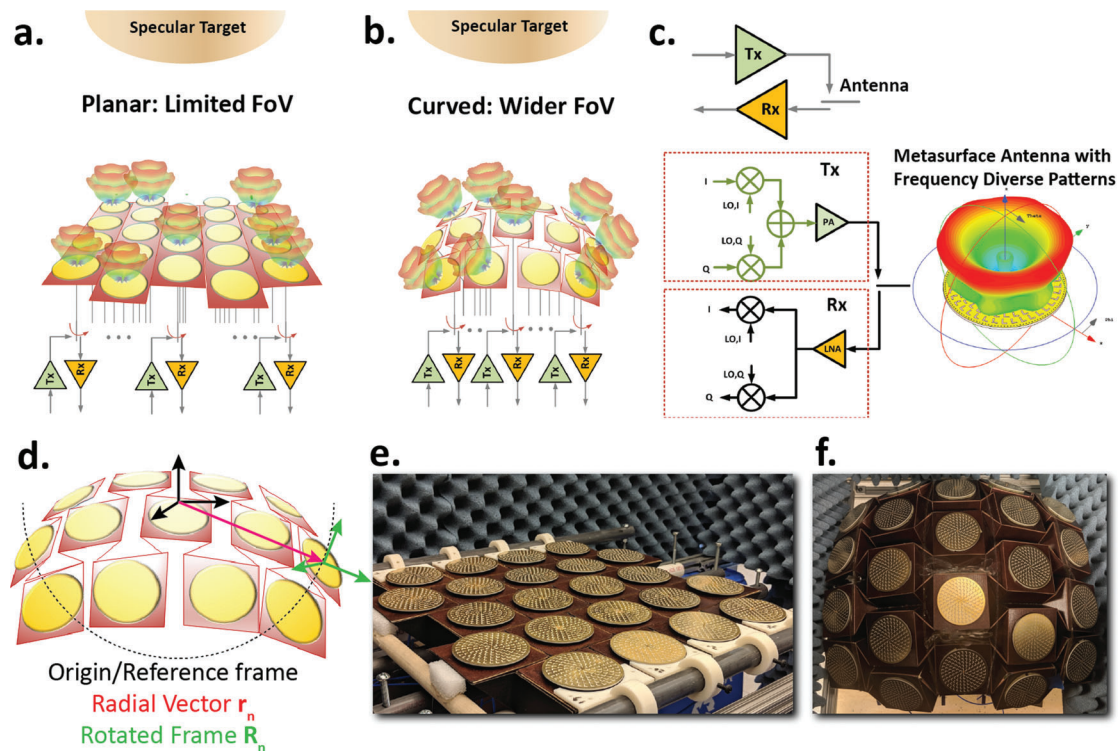 a.
Specular Target
Planar: Limited FoV
Tx
Rx
Tx
Rx
Tx
Rx
b.
Specular Target
Curved: Wider FoV
Tx
Rx
Tx
Rx
Tx
Rx
c.
Tx
Rx
Antenna
Tx
I
LO,I
LO,Q
Q
PA
Rx
I
LO,I
LO,Q
Q
LNA
Metasurface Antenna with
Frequency Diverse Patterns
Theta
d.
Origin/Reference frame
Radial Vector rn
Rotated Frame Rn
e.
f.